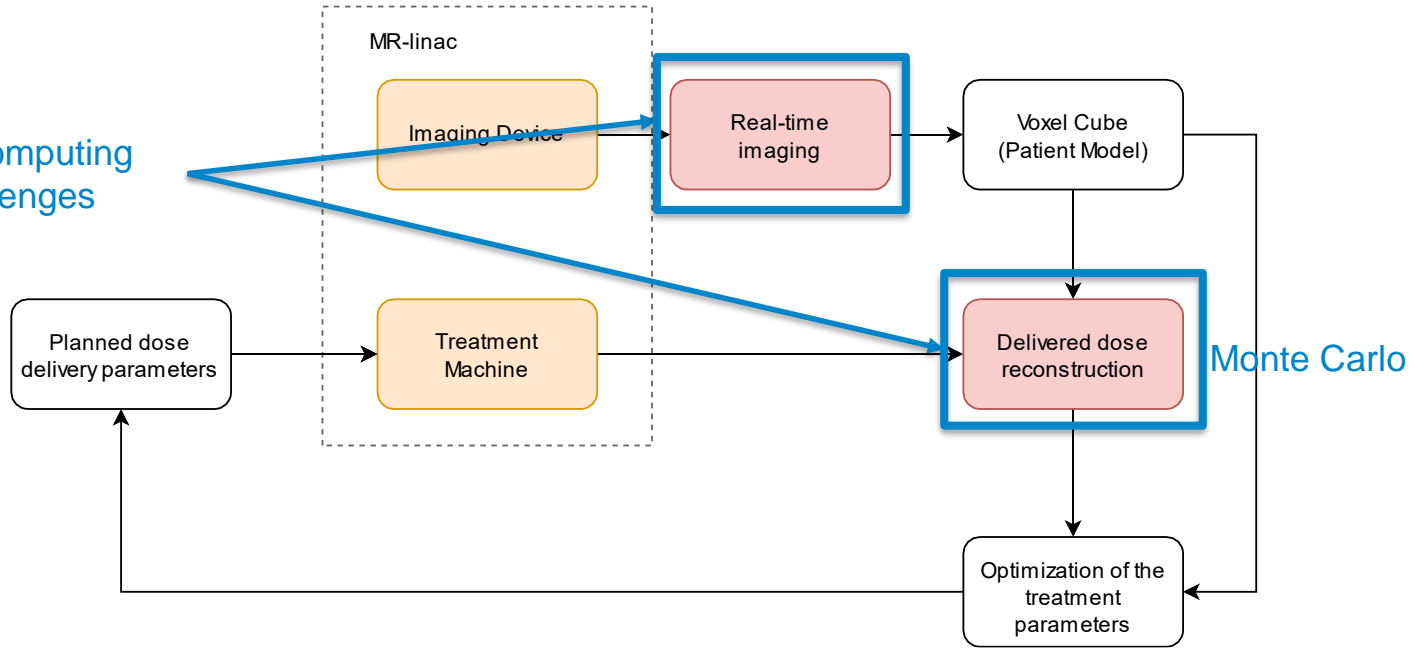 MR-linac
Imaging Device
Real-time
imaging
Voxel Cube
(Patient Model)
omputing
enges
Planned dose
delivery parameters
Treatment
Machine
Delivered dose
reconstruction
Monte Carlo
Optimization of the
treatment
parameters